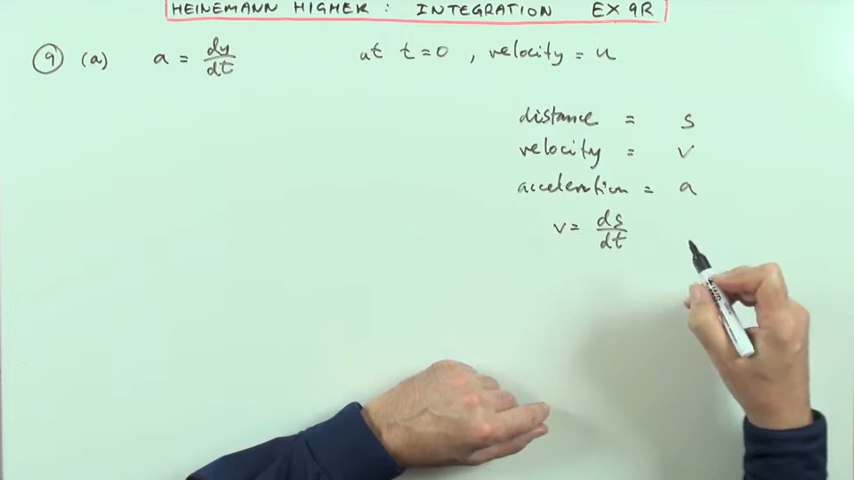 HEINEMANN HIGHER : INTEGRATION EX 9R
9 (a) a = dv/dt at t=0 , velocity = u
distance = s
velocity = v
acceleration = a
v = ds/dt